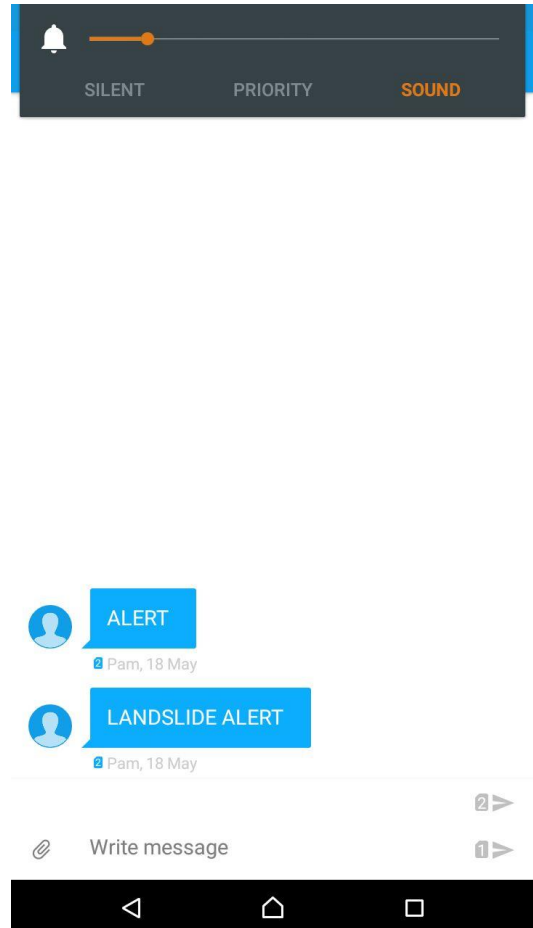 SILENT PRIORITY SOUND
ALERT
2 Pam, 18 May
LANDSLIDE ALERT
2 Pam, 18 May
2
Write message 1